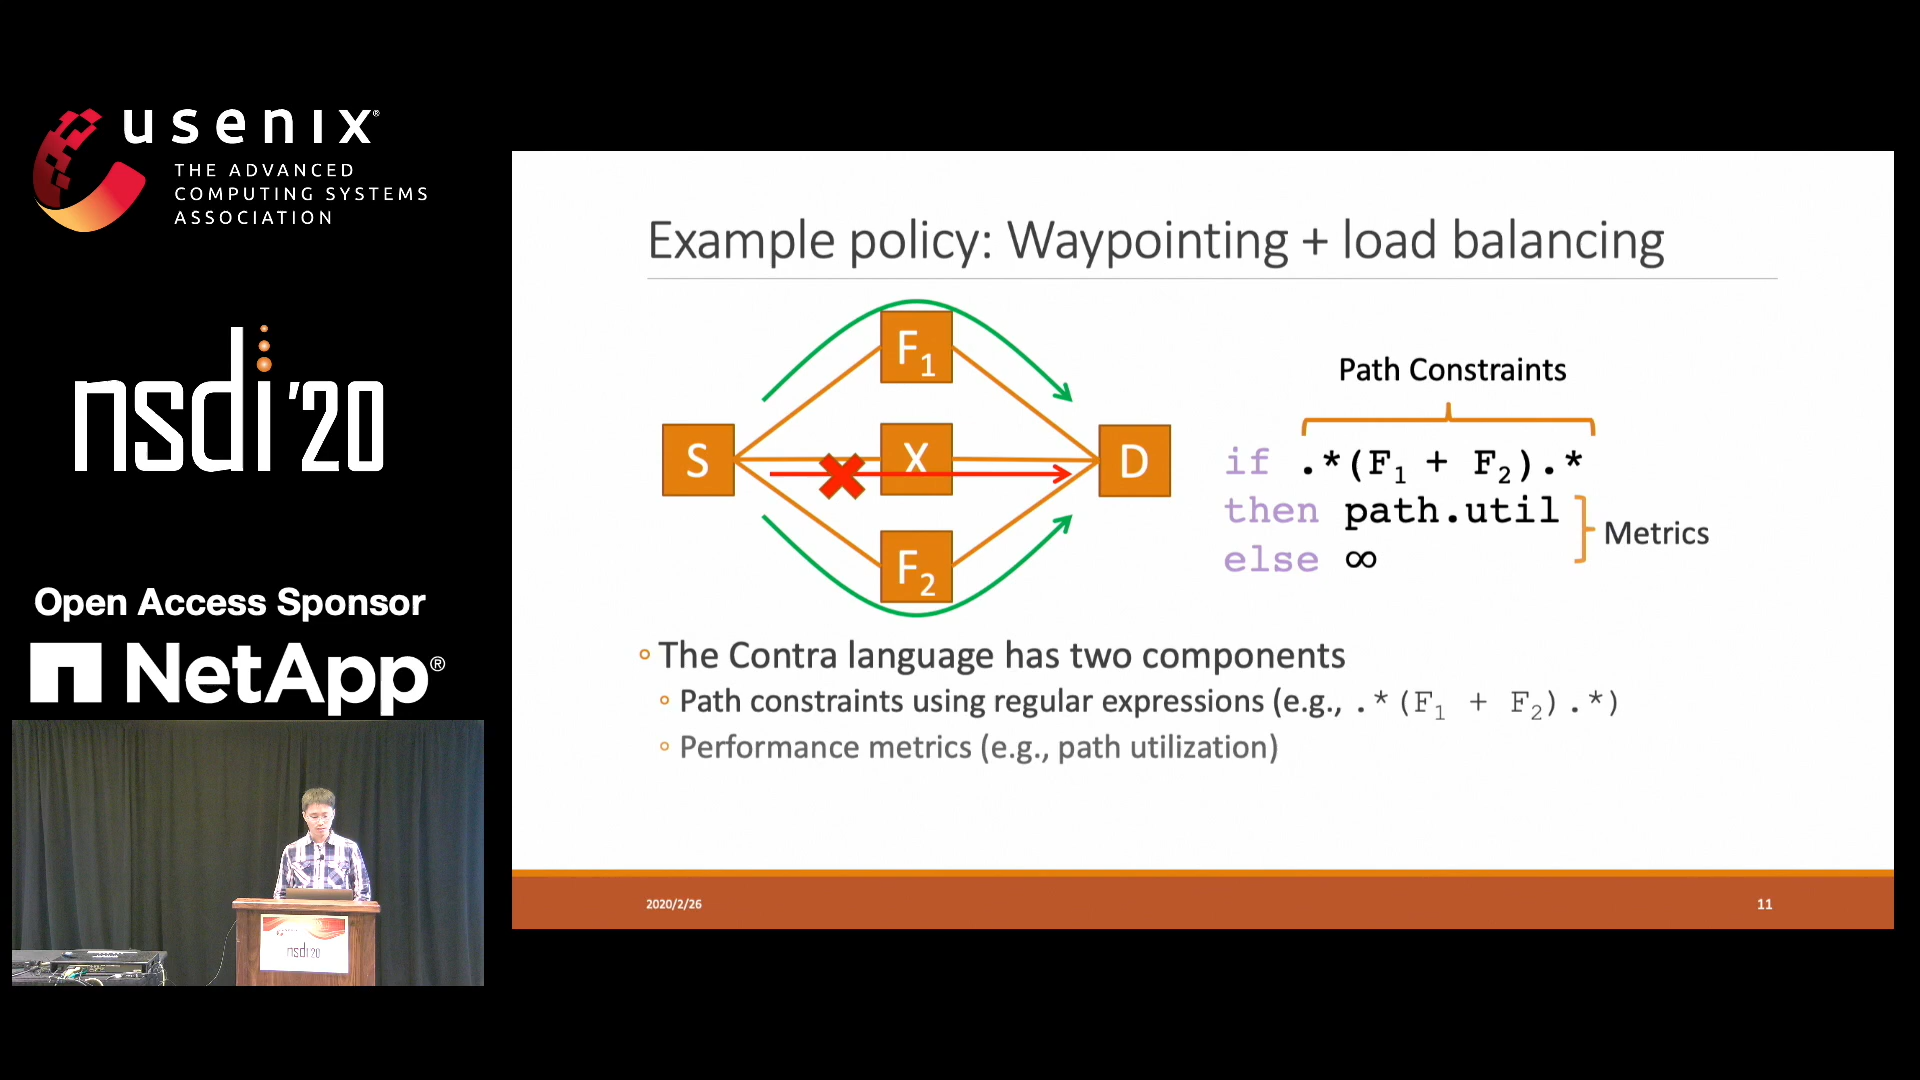 usenix®
THE ADVANCED
COMPUTING SYSTEMS
ASSOCIATION
nsdi '20
Open Access Sponsor
NetApp®
nsdi20
Example policy: Waypointing + load balancing
F1
S
X
D
F2
Path Constraints
if .*(F1 + F2).*
then path.util
else ∞
Metrics
The Contra language has two components
Path constraints using regular expressions (e.g., .*(F1 + F2).*)
Performance metrics (e.g., path utilization)
2020/2/26
11